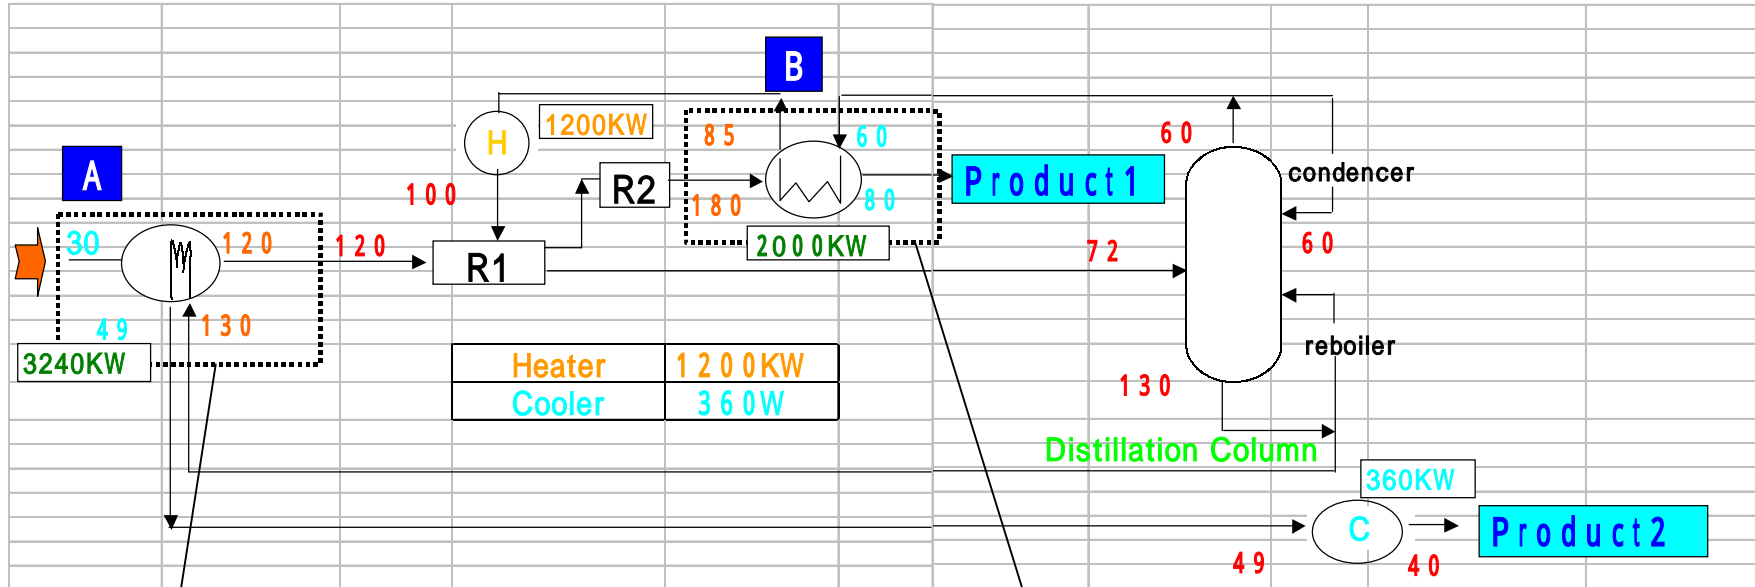 B
1200KW
85
60
60
A
H
condencer
R2
Product1
100
180
80
30
120
120
2000KW
72
60
R1
49
130
3240KW
reboiler
Heater 1200KW
130
Cooler 360W
Distillation Column
360KW
C
Product2
49
40